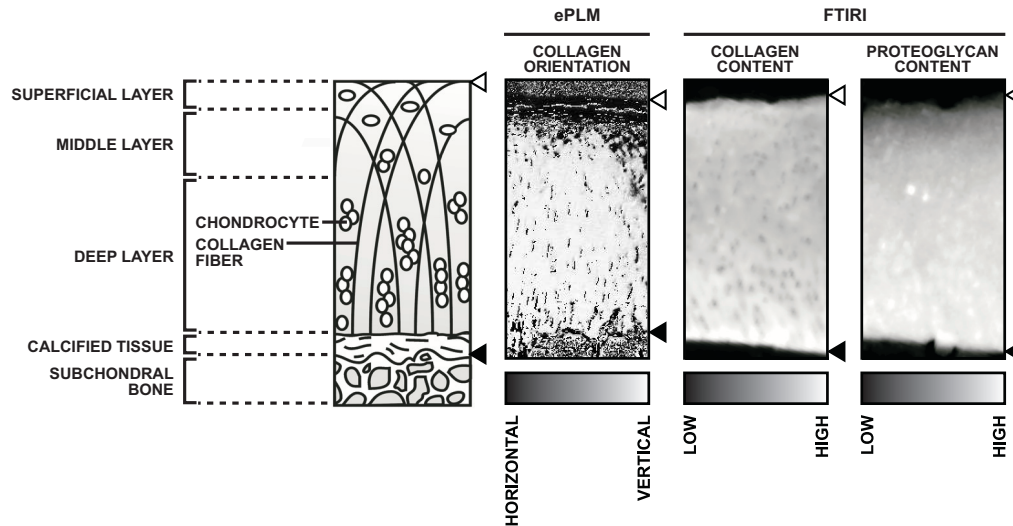 ePLM
FTIRI
COLLAGEN
ORIENTATION
COLLAGEN
CONTENT
PROTEOGLYCAN
CONTENT
SUPERFICIAL LAYER
MIDDLE LAYER
CHONDROCYTE
COLLAGEN
FIBER
DEEP LAYER
CALCIFIED TISSUE
SUBCHONDRAL
BONE
HORIZONTAL
VERTICAL
LOW
HIGH
LOW
HIGH